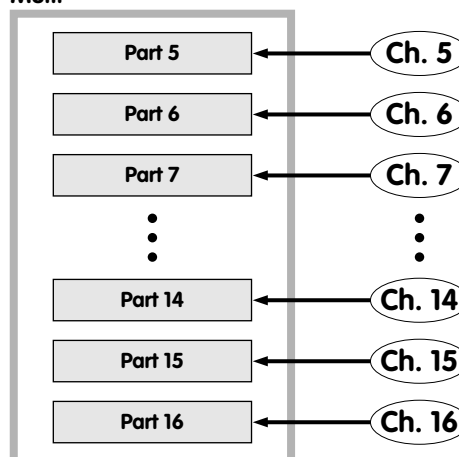 Part 5 Ch. 5
Part 6 Ch. 6
Part 7 Ch. 7
Part 14 Ch. 14
Part 15 Ch. 15
Part 16 Ch. 16